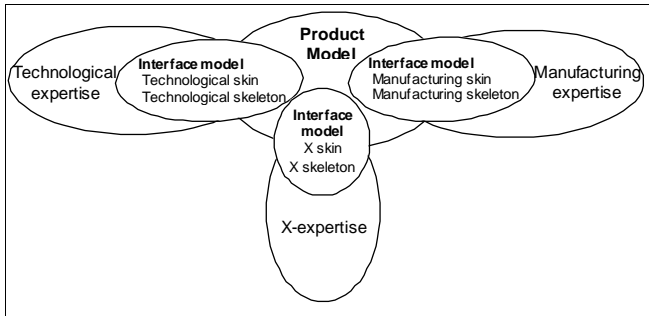 Product
Model
Technological
expertise
Interface model
Technological skin
Technological skeleton
Interface model
Manufacturing skin
Manufacturing skeleton
Manufacturing
expertise
Interface
model
X skin
X skeleton
X-expertise